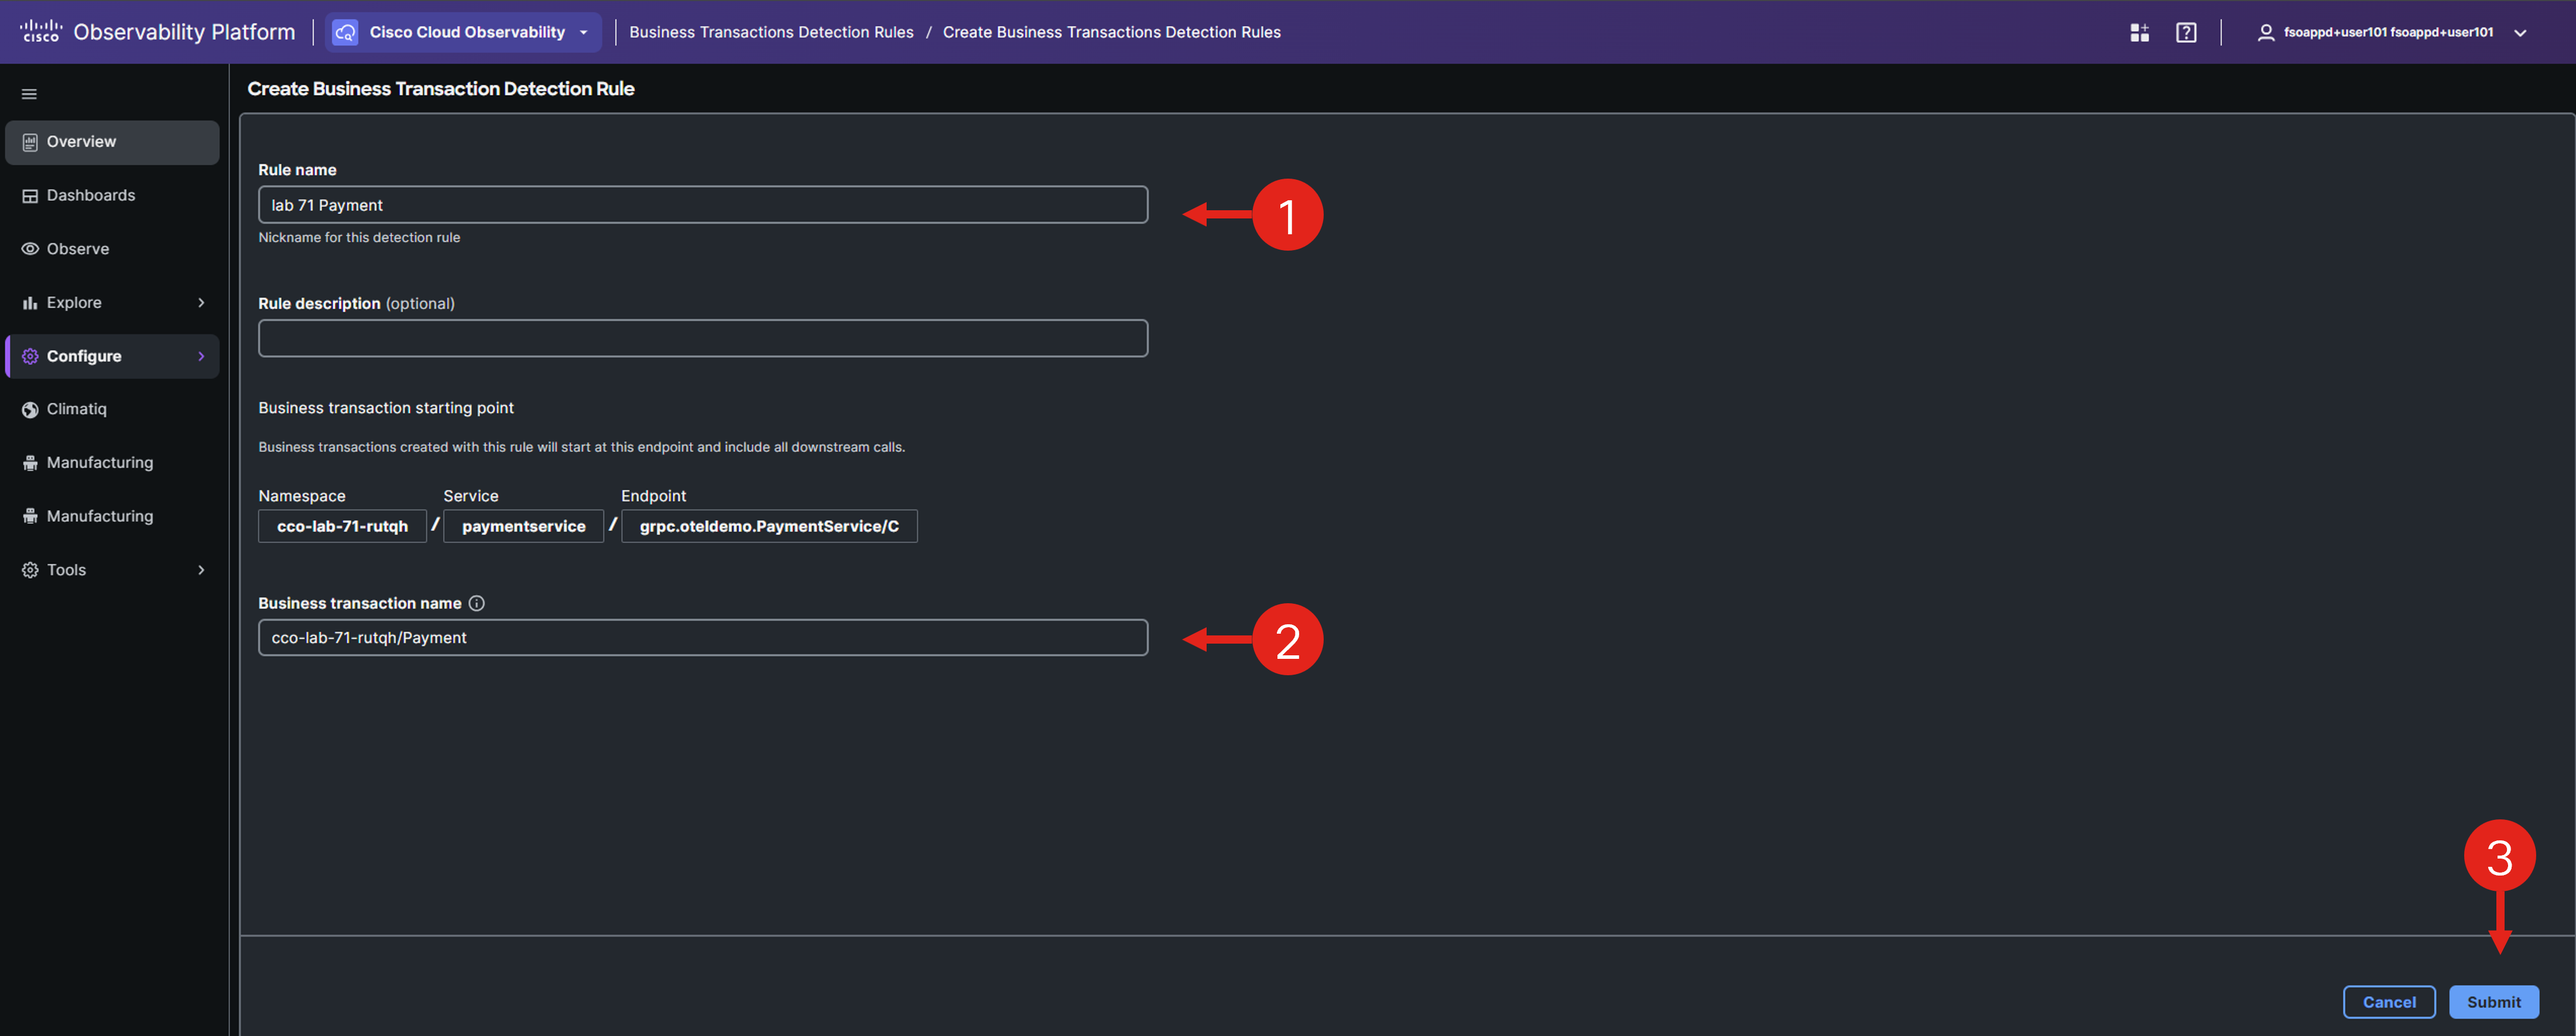 cisco Observability Platform
Cisco Cloud Observability
Business Transactions Detection Rules / Create Business Transactions Detection Rules
fsoappd+user101 fsoappd+user101
Create Business Transaction Detection Rule
Overview
Dashboards
Observe
Explore
Configure
Climatiq
Manufacturing
Manufacturing
Tools
Rule name
lab 71 Payment
1
Nickname for this detection rule
Rule description (optional)
Business transaction starting point
Business transactions created with this rule will start at this endpoint and include all downstream calls.
Namespace Service Endpoint
cco-lab-71-rutqh / paymentservice / grpc.oteldemo.PaymentService/C
Business transaction name
cco-lab-71-rutqh/Payment
2
3
Cancel Submit